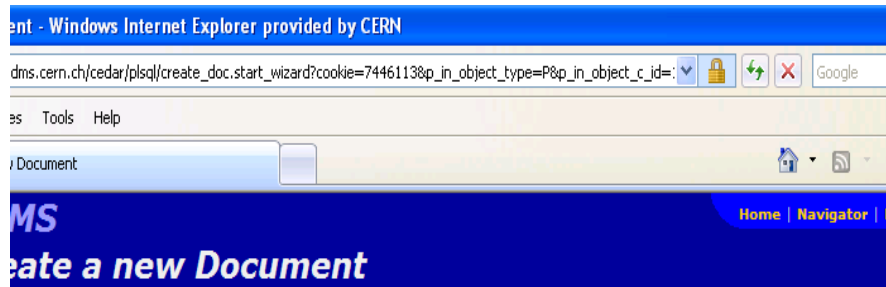 ent - Windows Internet Explorer provided by CERN
dms.cern.ch/cedar/plsql/create_doc.start_wizard?cookie=7446113&p_in_object_type=P&p_in_object_c_id=: Google
es Tools Help
Document
MS Home | Navigator |
eate a new Document